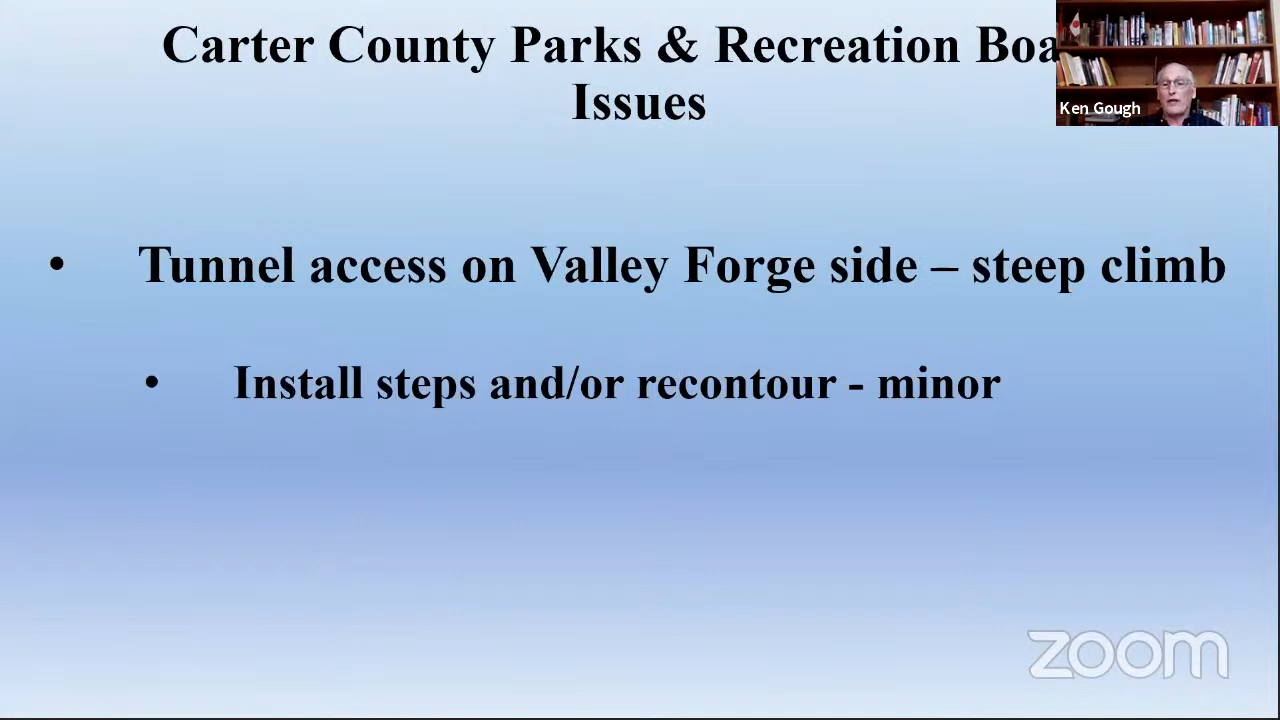 Carter County Parks & Recreation Boa
Issues
Ken Gough
• Tunnel access on Valley Forge side – steep climb
• Install steps and/or recontour - minor
zoom